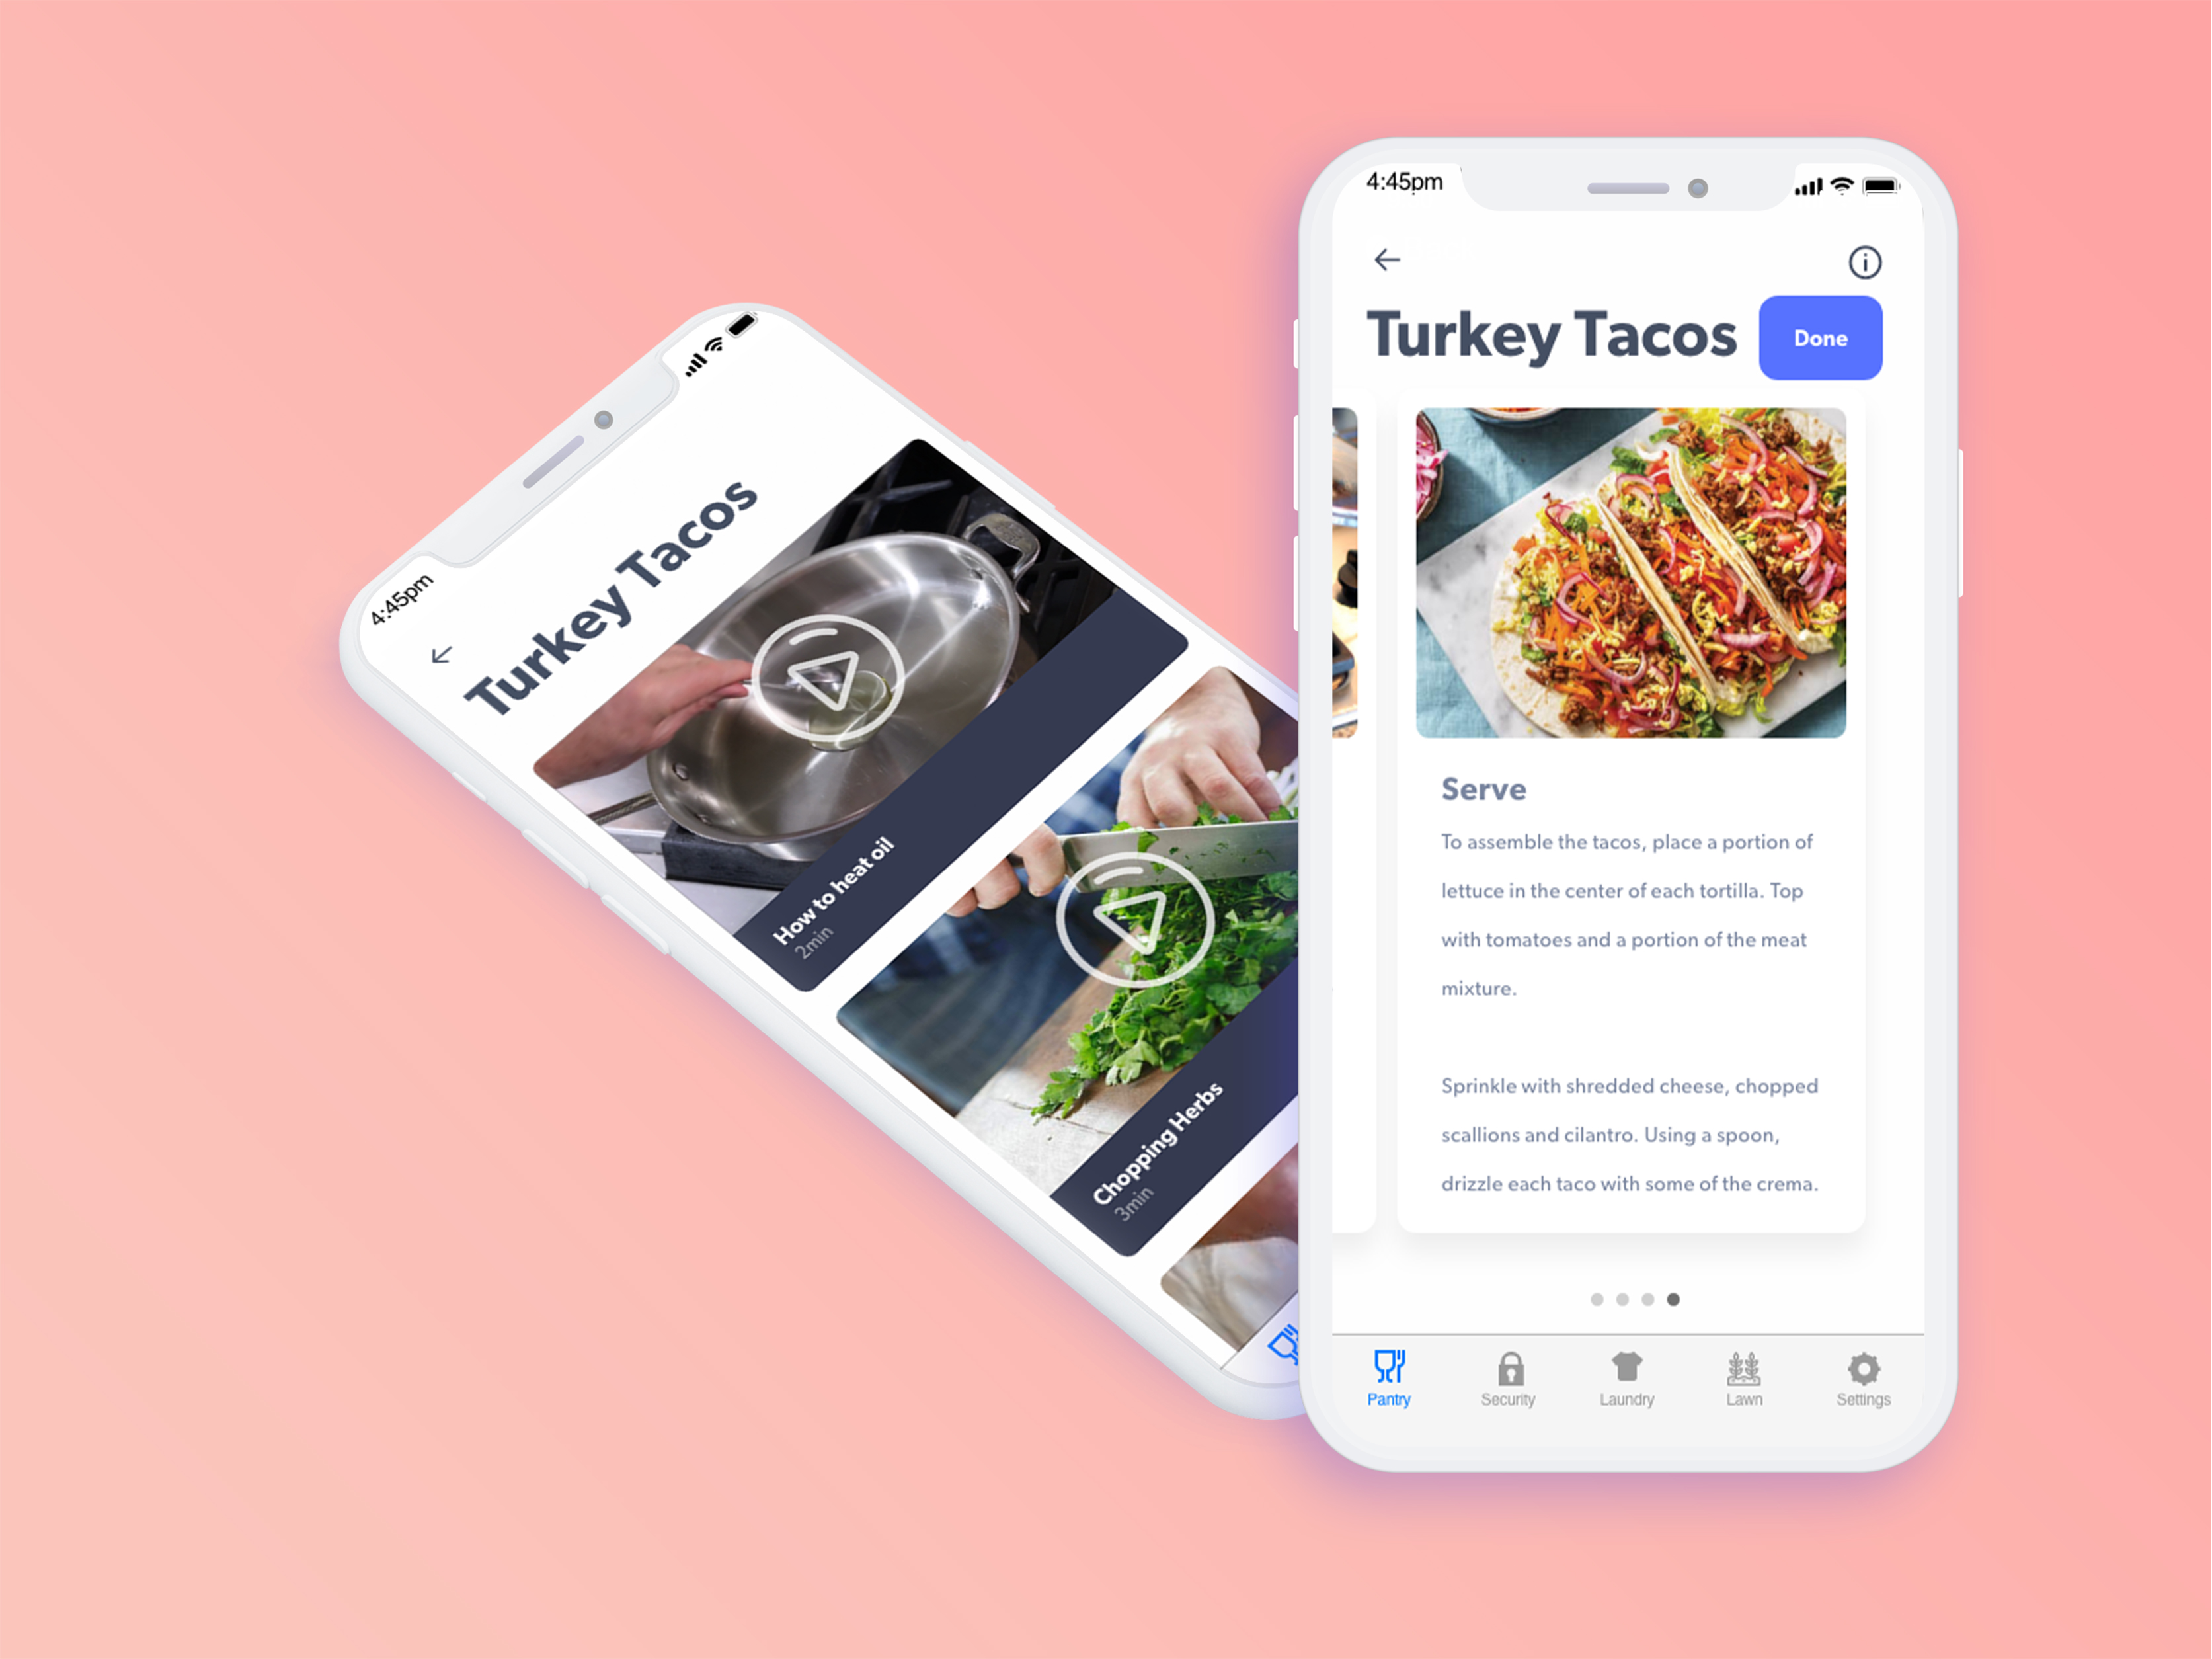 4:45pm
Turkey Tacos
How to heat oil
2min
Chopping Herbs
3min
4:45pm
Turkey Tacos
Done
Serve
To assemble the tacos, place a portion of
lettuce in the center of each tortilla. Top
with tomatoes and a portion of the meat
mixture.
Sprinkle with shredded cheese, chopped
scallions and cilantro. Using a spoon,
drizzle each taco with some of the crema.
Pantry
Security
Laundry
Lawn
Settings